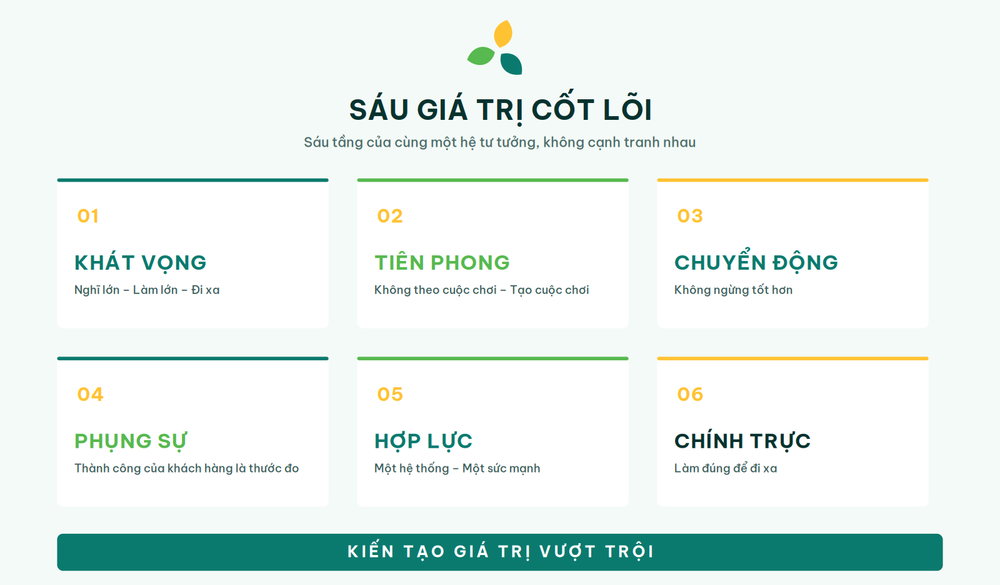 SÁU GIÁ TRỊ CỐT LÕI
Sáu tầng của cùng một hệ tư tưởng, không cạnh tranh nhau
01
KHÁT VỌNG
Nghĩ lớn – Làm lớn – Đi xa
02
TIÊN PHONG
Không theo cuộc chơi – Tạo cuộc chơi
03
CHUYỂN ĐỘNG
Không ngừng tốt hơn
04
PHỤNG SỰ
Thành công của khách hàng là thước đo
05
HỢP LỰC
Một hệ thống – Một sức mạnh
06
CHÍNH TRỰC
Làm đúng để đi xa
KIẾN TẠO GIÁ TRỊ VƯỢT TRỘI